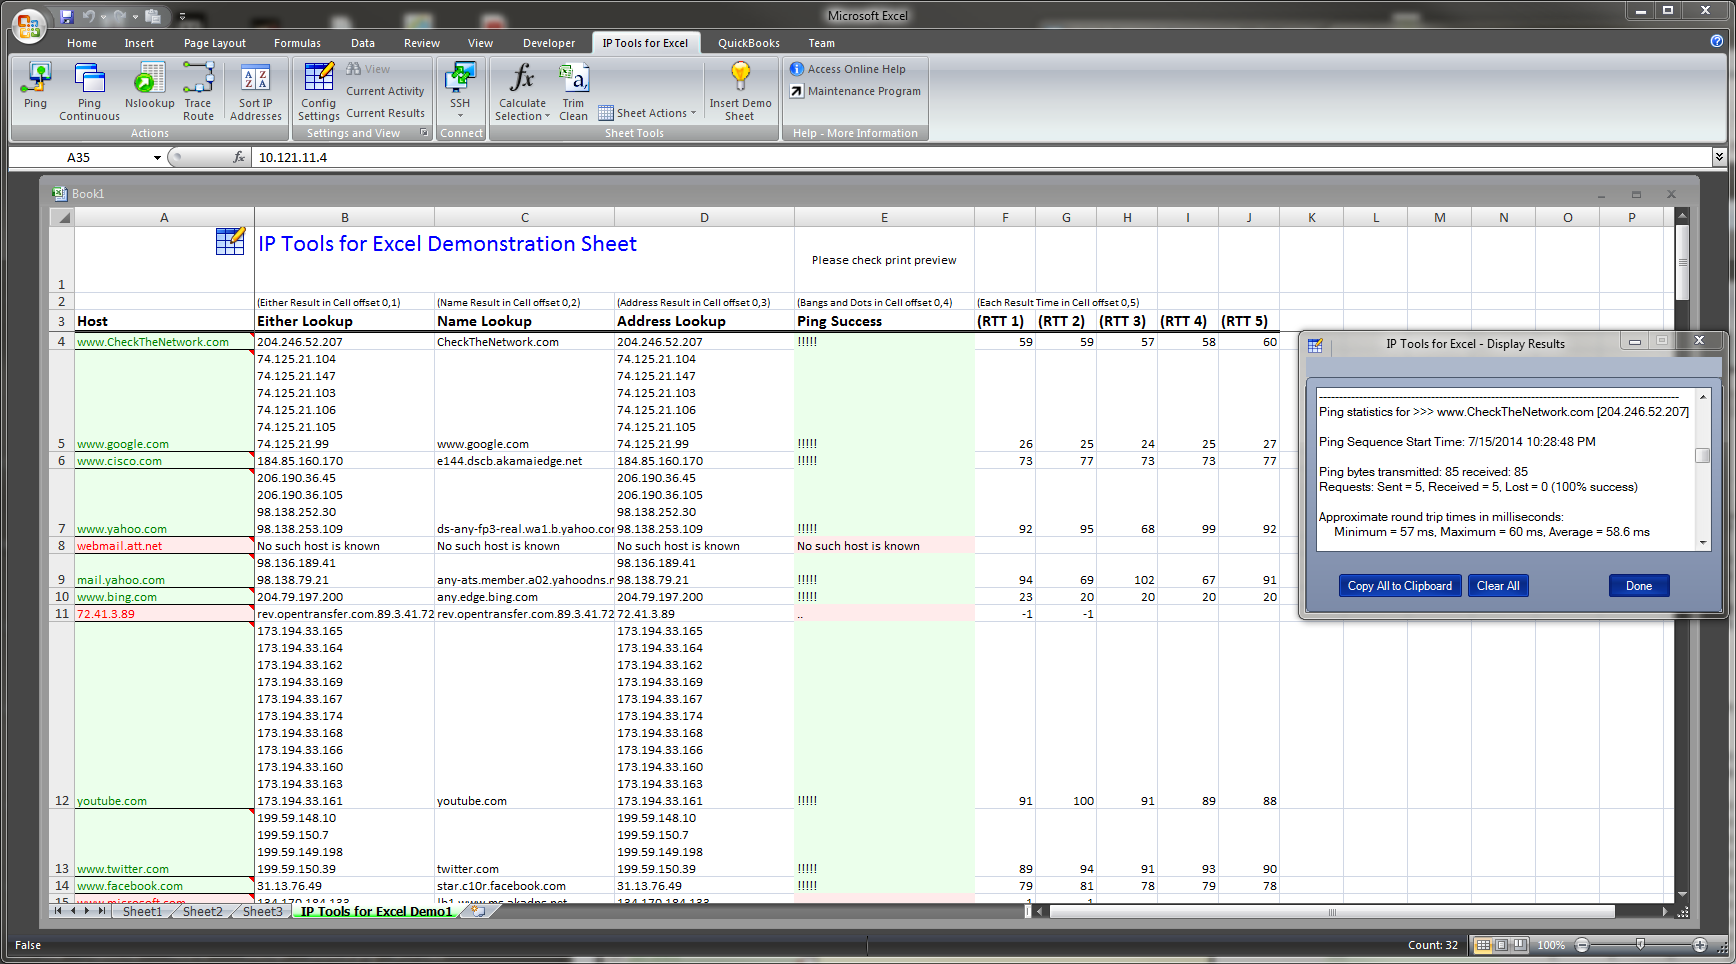 Microsoft Excel
Home Insert Page Layout Formulas Data Review View Developer IP Tools for Excel QuickBooks Team
Ping Ping Continuous Nslookup Trace Route Sort IP Addresses
Actions
Config Settings View Current Activity Current Results
Settings and View
SSH
Connect
Calculate Selection Trim Clean Sheet Actions Insert Demo Sheet
Sheet Tools
Access Online Help
Maintenance Program
Help - More Information
A35 fx 10.121.11.4
Book1
A B C D E F G H I J K L M N O P
1 IP Tools for Excel Demonstration Sheet Please check print preview
2 (Either Result in Cell offset 0,1) (Name Result in Cell offset 0,2) (Address Result in Cell offset 0,3) (Bangs and Dots in Cell offset 0,4) (Each Result Time in Cell offset 0,5)
3 Host Either Lookup Name Lookup Address Lookup Ping Success (RTT 1) (RTT 2) (RTT 3) (RTT 4) (RTT 5)
4 www.CheckTheNetwork.com 204.246.52.207 CheckTheNetwork.com 204.246.52.207 !!!!! 59 59 57 58 60
74.125.21.104 74.125.21.104
74.125.21.147 74.125.21.147
74.125.21.103 74.125.21.103
74.125.21.106 74.125.21.106
74.125.21.105 74.125.21.105
5 www.google.com 74.125.21.99 www.google.com 74.125.21.99 !!!!! 26 25 24 25 27
6 www.cisco.com 184.85.160.170 e144.dscb.akamaiedge.net 184.85.160.170 !!!!! 73 77 73 73 77
206.190.36.45 206.190.36.45
206.190.36.105 206.190.36.105
98.138.252.30 98.138.252.30
7 www.yahoo.com 98.138.253.109 ds-any-fp3-real.wa1.b.yahoo.com 98.138.253.109 !!!!! 92 95 68 99 92
8 webmail.att.net No such host is known No such host is known No such host is known No such host is known
98.136.189.41 98.136.189.41
9 mail.yahoo.com 98.138.79.21 any-ats.member.a02.yahoodns.n 98.138.79.21 !!!!! 94 69 102 67 91
10 www.bing.com 204.79.197.200 any.edge.bing.com 204.79.197.200 !!!!! 23 20 20 20 20
11 72.41.3.89 rev.opentransfer.com.89.3.41.72 rev.opentransfer.com.89.3.41.72 72.41.3.89 .. -1 -1
173.194.33.165 173.194.33.165
173.194.33.164 173.194.33.164
173.194.33.162 173.194.33.162
173.194.33.169 173.194.33.169
173.194.33.167 173.194.33.167
173.194.33.174 173.194.33.174
173.194.33.168 173.194.33.168
173.194.33.166 173.194.33.166
173.194.33.160 173.194.33.160
173.194.33.163 173.194.33.163
12 youtube.com 173.194.33.161 youtube.com 173.194.33.161 !!!!! 91 100 91 89 88
199.59.148.10 199.59.148.10
199.59.150.7 199.59.150.7
199.59.149.198 199.59.149.198
13 www.twitter.com 199.59.150.39 twitter.com 199.59.150.39 !!!!! 89 94 91 93 90
14 www.facebook.com 31.13.76.49 star.c10r.facebook.com 31.13.76.49 !!!!! 79 81 78 79 78
15 www.microsoft.com 134.170.184.133 lb1.www.ms.akadns.net 134.170.184.133
IP Tools for Excel - Display Results
Ping statistics for >>> www.CheckTheNetwork.com [204.246.52.207]
Ping Sequence Start Time: 7/15/2014 10:28:48 PM
Ping bytes transmitted: 85 received: 85
Requests: Sent = 5, Received = 5, Lost = 0 (100% success)
Approximate round trip times in milliseconds:
Minimum = 57 ms, Maximum = 60 ms, Average = 58.6 ms
Copy All to Clipboard Clear All Done
Sheet1 Sheet2 Sheet3 IP Tools for Excel Demo1
False Count: 32 100%